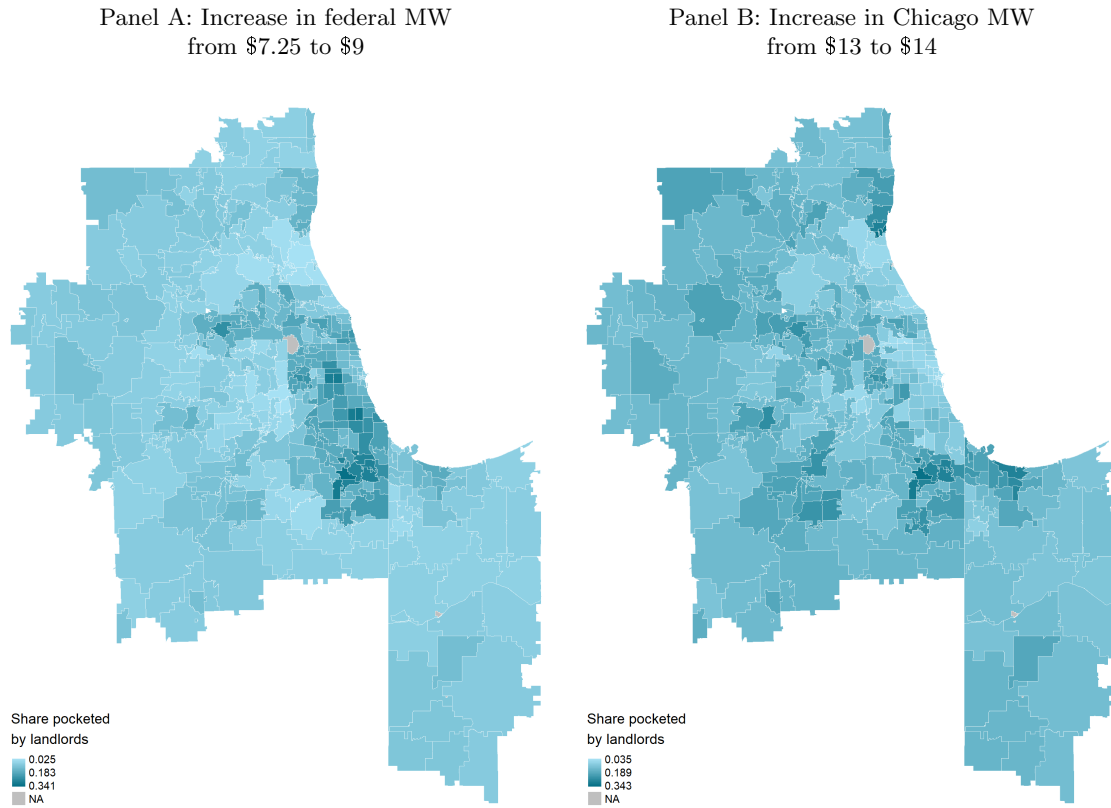 Panel A: Increase in federal MW
from $7.25 to $9
Panel B: Increase in Chicago MW
from $13 to $14
Share pocketed
by landlords
0.025
0.183
0.341
NA
Share pocketed
by landlords
0.035
0.189
0.343
NA